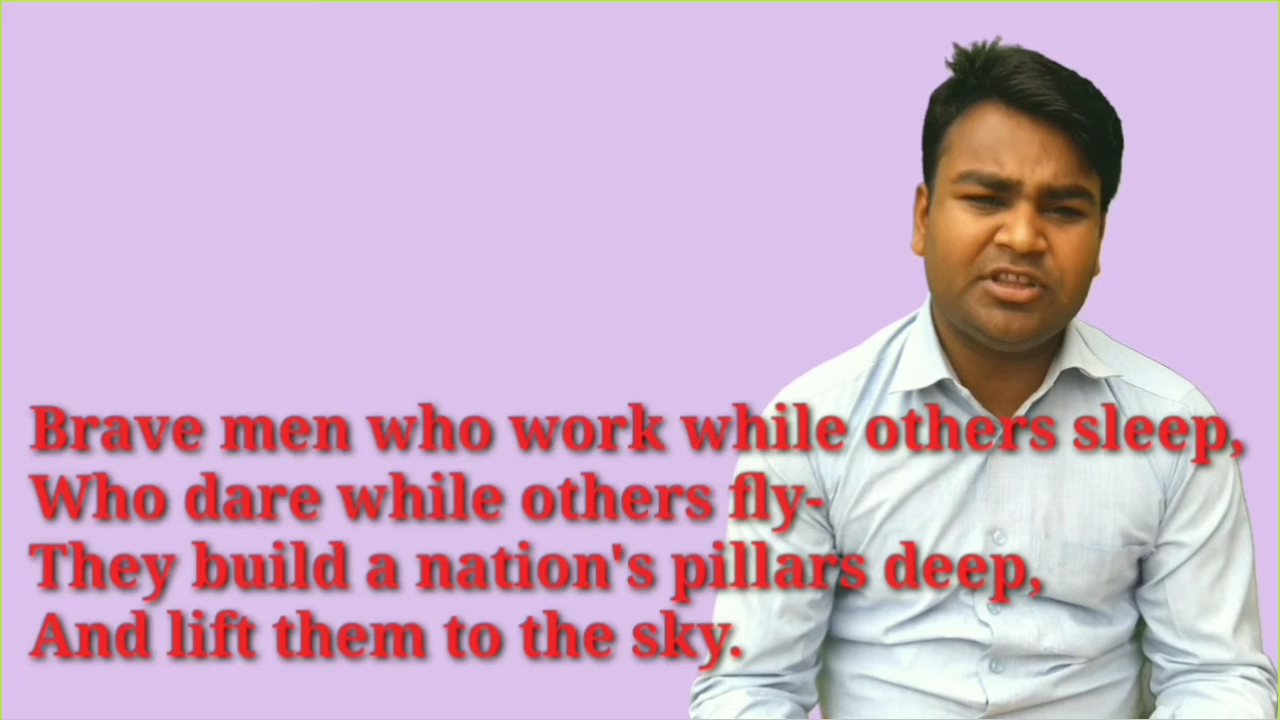 Brave men who work while others sleep,
Who dare while others fly-
They build a nation's pillars deep,
And lift them to the sky.